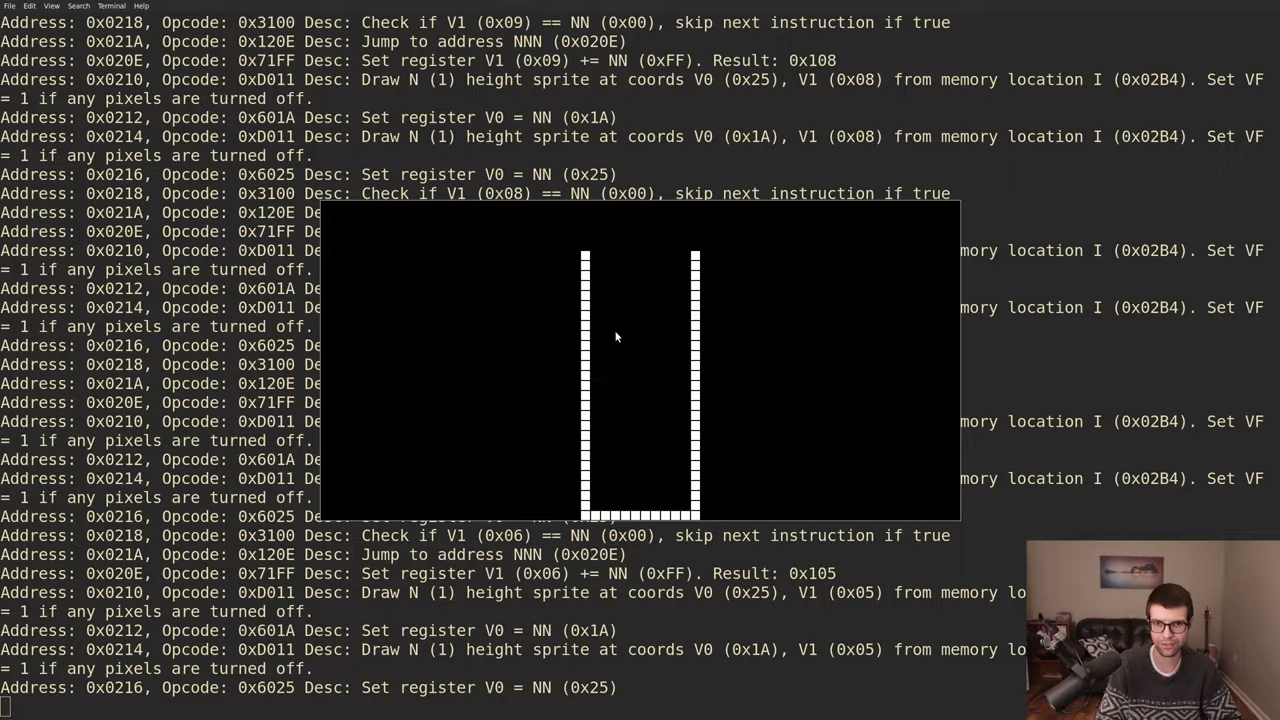 File Edit View Search Terminal Help
Address: 0x0218, Opcode: 0x3100 Desc: Check if V1 (0x09) == NN (0x00), skip next instruction if true
Address: 0x021A, Opcode: 0x120E Desc: Jump to address NNN (0x020E)
Address: 0x020E, Opcode: 0x71FF Desc: Set register V1 (0x09) += NN (0xFF). Result: 0x108
Address: 0x0210, Opcode: 0xD011 Desc: Draw N (1) height sprite at coords V0 (0x25), V1 (0x08) from memory location I (0x02B4). Set VF
= 1 if any pixels are turned off.
Address: 0x0212, Opcode: 0x601A Desc: Set register V0 = NN (0x1A)
Address: 0x0214, Opcode: 0xD011 Desc: Draw N (1) height sprite at coords V0 (0x1A), V1 (0x08) from memory location I (0x02B4). Set VF
= 1 if any pixels are turned off.
Address: 0x0216, Opcode: 0x6025 Desc: Set register V0 = NN (0x25)
Address: 0x0218, Opcode: 0x3100 Desc: Check if V1 (0x08) == NN (0x00), skip next instruction if true
Address: 0x021A, Opcode: 0x120E De
Address: 0x020E, Opcode: 0x71FF De
Address: 0x0210, Opcode: 0xD011 De mory location I (0x02B4). Set VF
= 1 if any pixels are turned off.
Address: 0x0212, Opcode: 0x601A De
Address: 0x0214, Opcode: 0xD011 De mory location I (0x02B4). Set VF
= 1 if any pixels are turned off.
Address: 0x0216, Opcode: 0x6025 De
Address: 0x0218, Opcode: 0x3100 De
Address: 0x021A, Opcode: 0x120E De
Address: 0x020E, Opcode: 0x71FF De
Address: 0x0210, Opcode: 0xD011 De mory location I (0x02B4). Set VF
= 1 if any pixels are turned off.
Address: 0x0212, Opcode: 0x601A De
Address: 0x0214, Opcode: 0xD011 De mory location I (0x02B4). Set VF
= 1 if any pixels are turned off.
Address: 0x0216, Opcode: 0x6025 De
Address: 0x0218, Opcode: 0x3100 Desc: Check if V1 (0x06) == NN (0x00), skip next instruction if true
Address: 0x021A, Opcode: 0x120E Desc: Jump to address NNN (0x020E)
Address: 0x020E, Opcode: 0x71FF Desc: Set register V1 (0x06) += NN (0xFF). Result: 0x105
Address: 0x0210, Opcode: 0xD011 Desc: Draw N (1) height sprite at coords V0 (0x25), V1 (0x05) from memory lo
= 1 if any pixels are turned off.
Address: 0x0212, Opcode: 0x601A Desc: Set register V0 = NN (0x1A)
Address: 0x0214, Opcode: 0xD011 Desc: Draw N (1) height sprite at coords V0 (0x1A), V1 (0x05) from memory lo
= 1 if any pixels are turned off.
Address: 0x0216, Opcode: 0x6025 Desc: Set register V0 = NN (0x25)